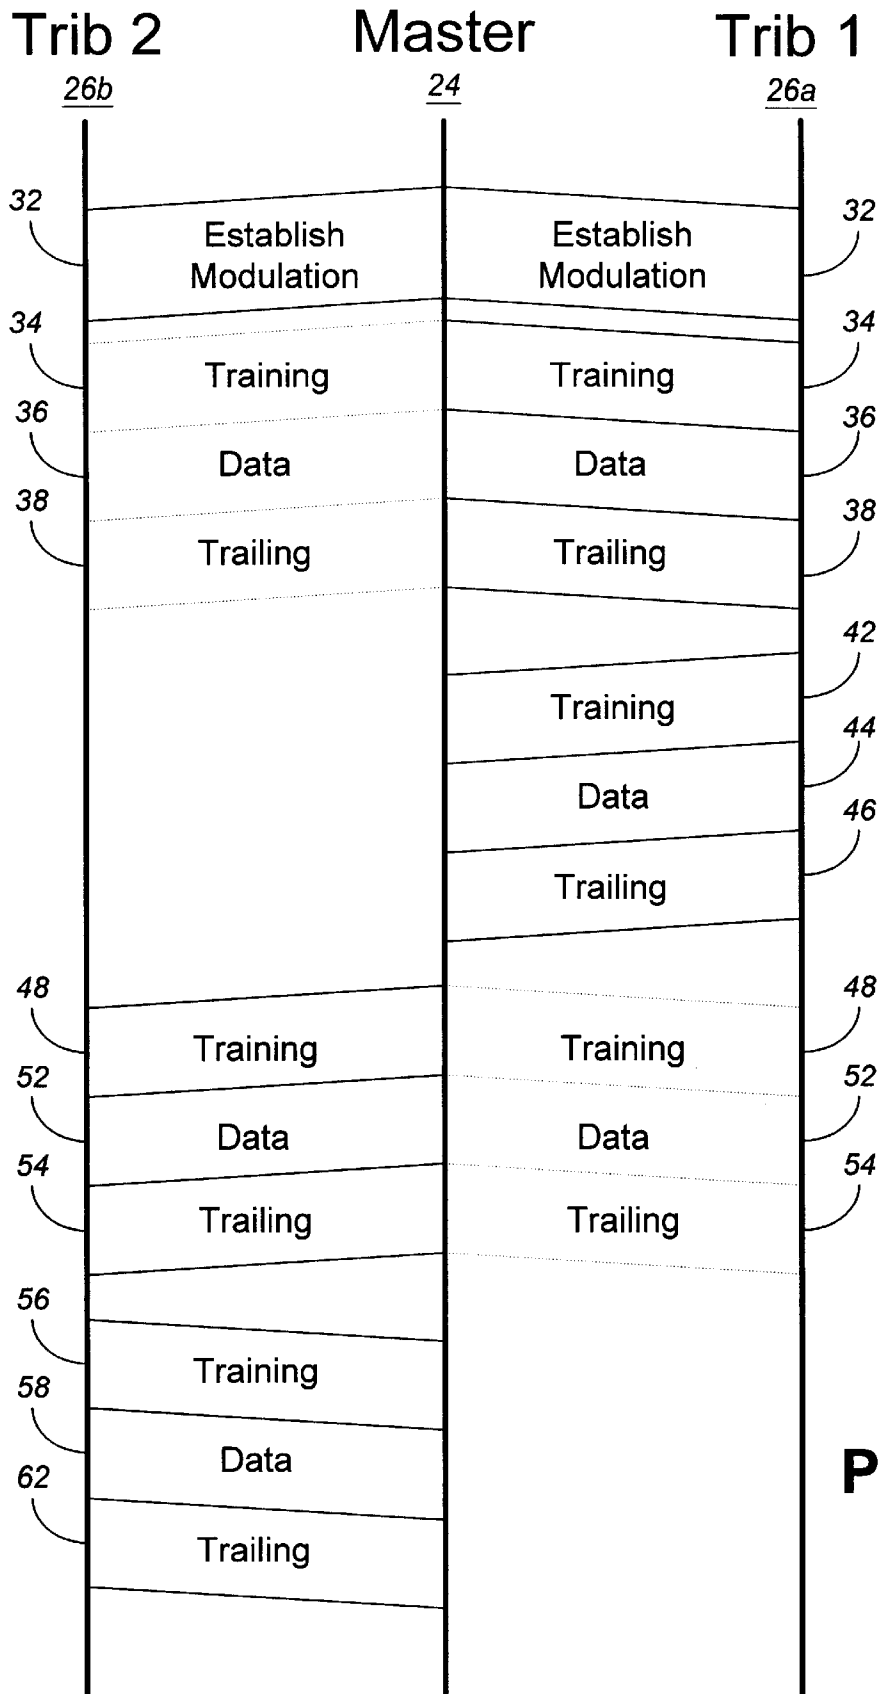 Trib 2 Master Trib 1
26b 24 26a
32 Establish Modulation Establish Modulation 32
34 Training Training 34
36 Data Data 36
38 Trailing Trailing 38
Training 42
Data 44
Trailing 46
48 Training Training 48
52 Data Data 52
54 Trailing Trailing 54
56 Training
58 Data P
62 Trailing